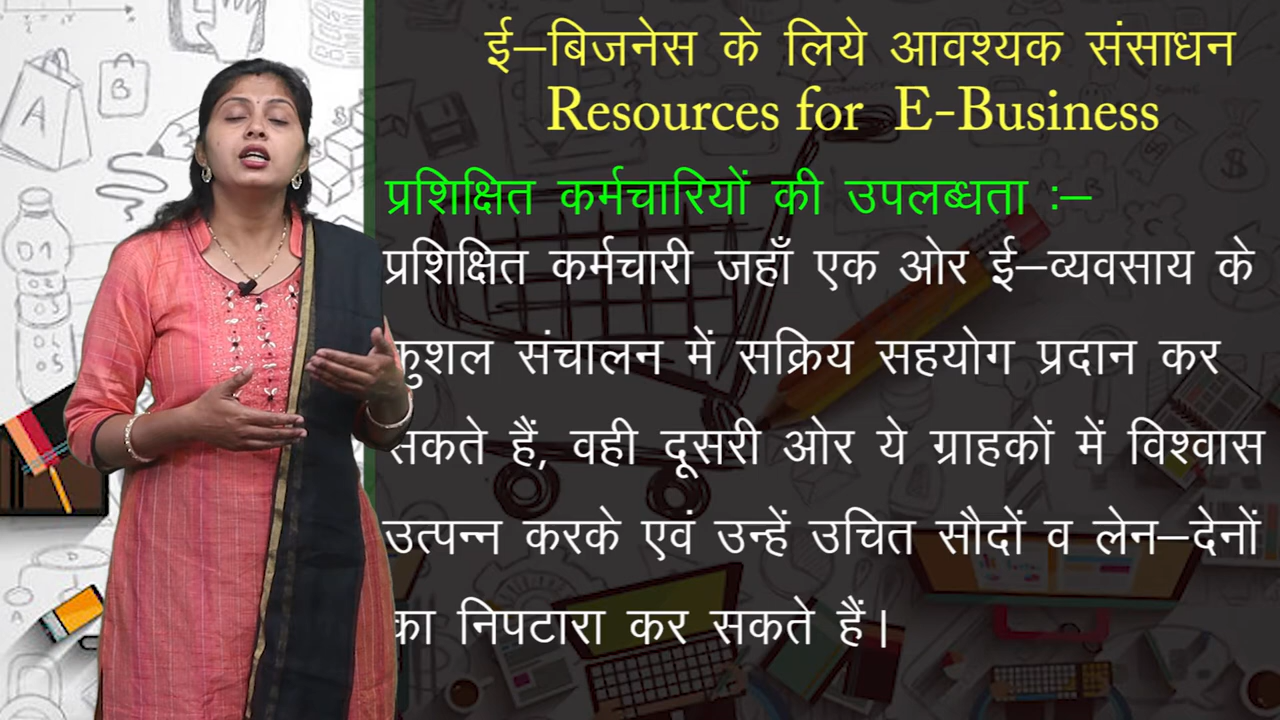 ई–बिजनेस के लिये आवश्यक संसाधन
Resources for E-Business
प्रशिक्षित कर्मचारियों की उपलब्धता :–
प्रशिक्षित कर्मचारी जहाँ एक ओर ई–व्यवसाय के
कुशल संचालन में सक्रिय सहयोग प्रदान कर
सकते हैं, वही दूसरी ओर ये ग्राहकों में विश्वास
उत्पन्न करके एवं उन्हें उचित सौदों व लेन–देनों
का निपटारा कर सकते हैं।